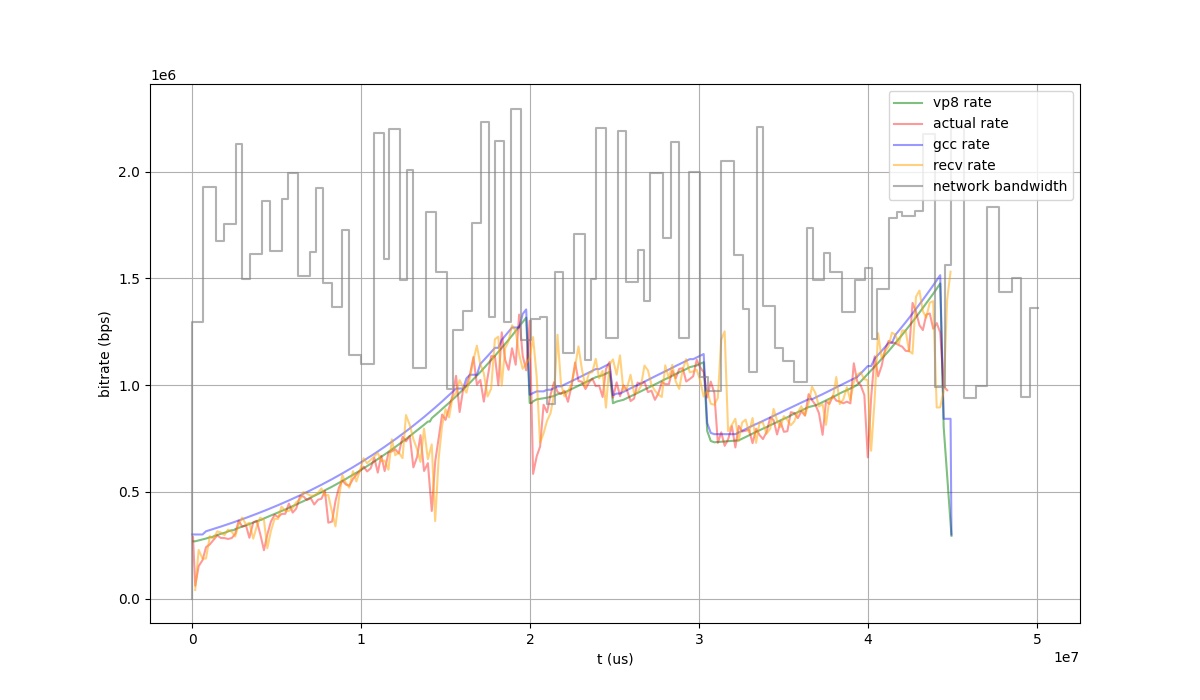 1e6
vp8 rate
actual rate
gcc rate
recv rate
network bandwidth
2.0
1.5
1.0
0.5
0.0
bitrate (bps)
0 1 2 3 4 5
t (us)
1e7